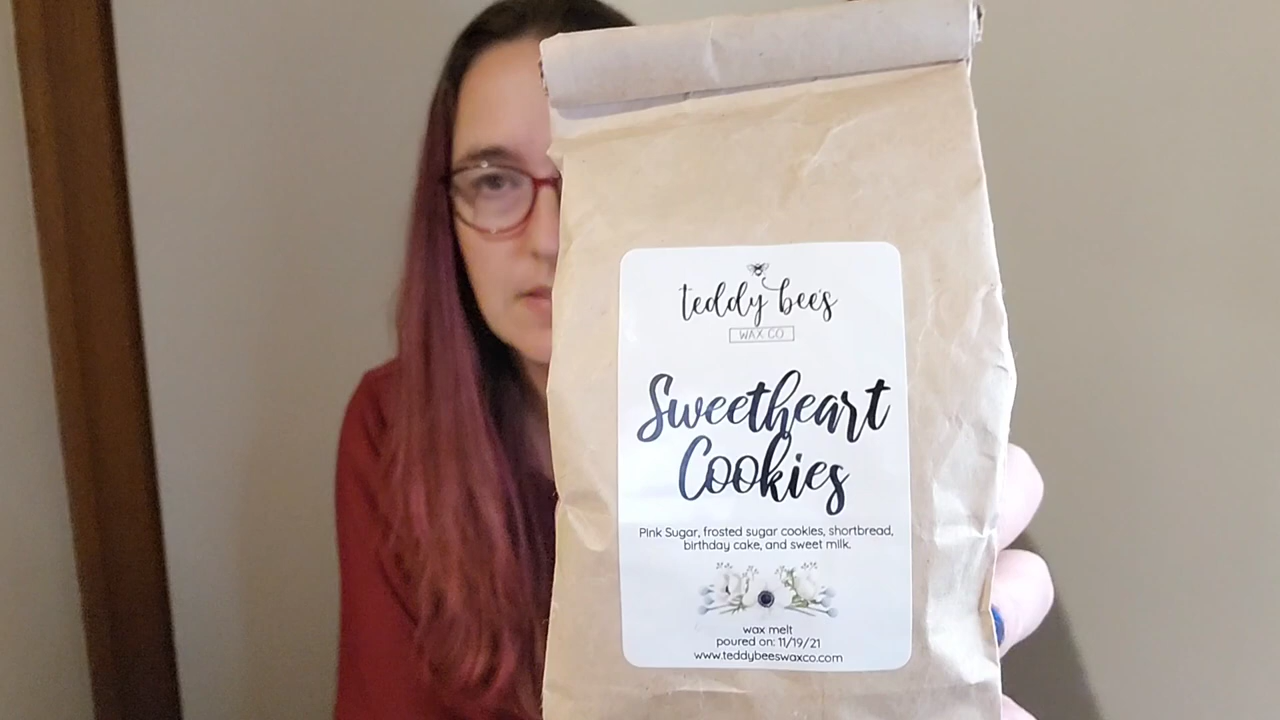 teddy bee's
WAX CO
Sweetheart
Cookies
Pink Sugar, frosted sugar cookies, shortbread,
birthday cake, and sweet milk.
wax melt
poured on: 11/19/21
www.teddybeeswaxco.com